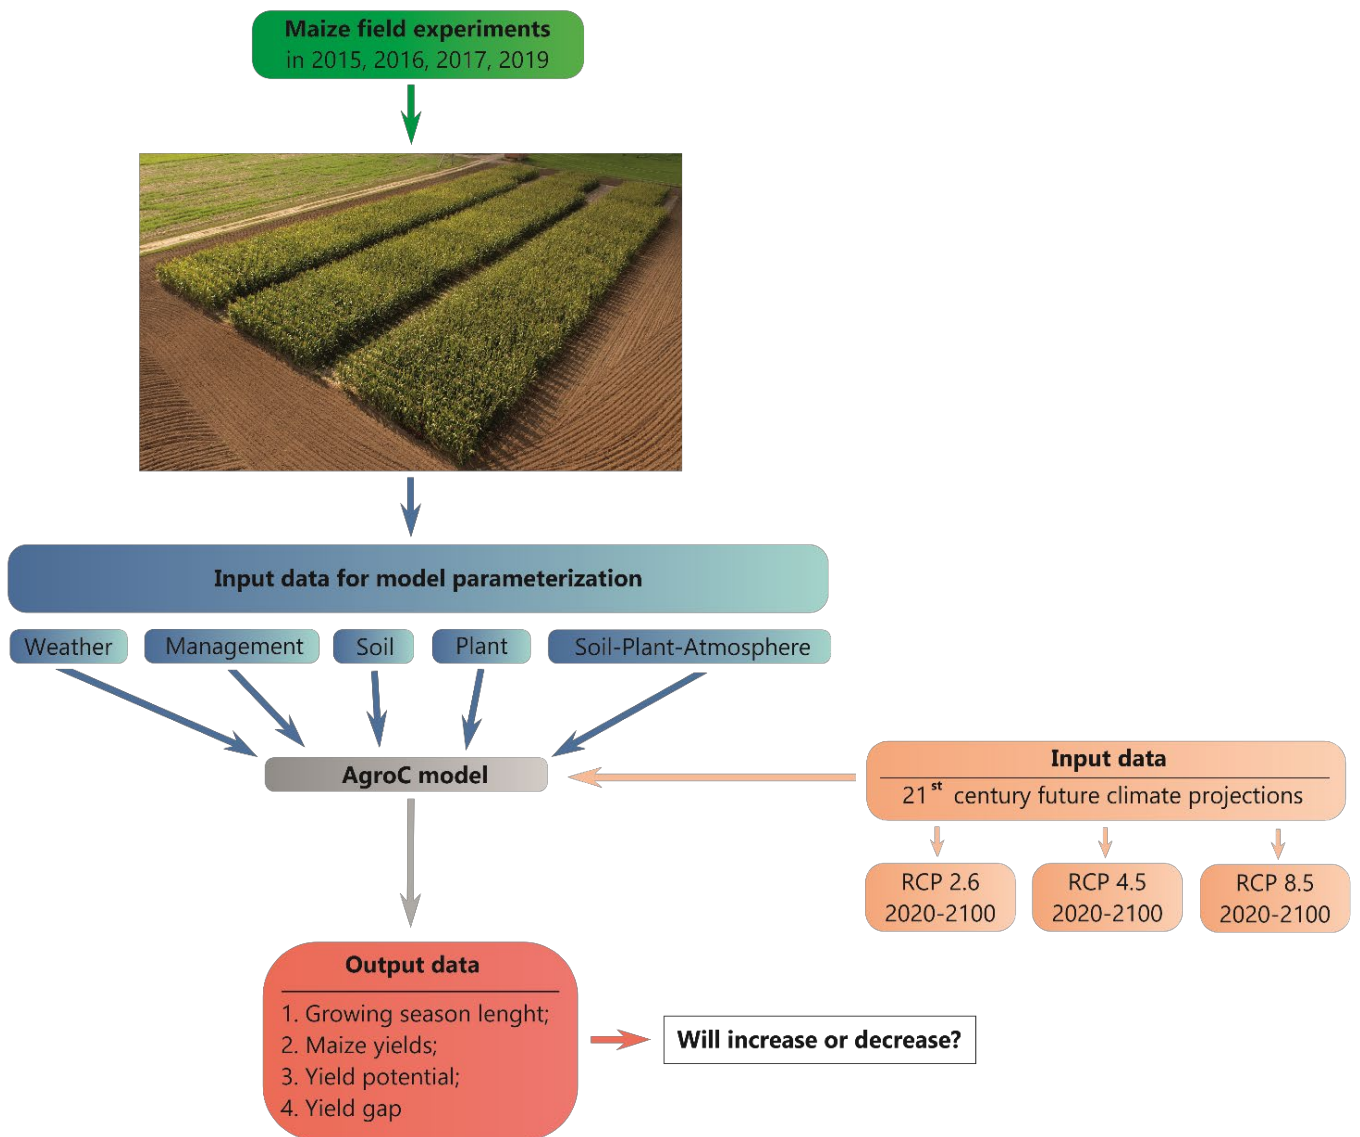 Maize field experiments
in 2015, 2016, 2017, 2019
Input data for model parameterization
Weather
Management
Soil
Plant
Soil-Plant-Atmosphere
AgroC model
Input data
21st century future climate projections
RCP 2.6
2020-2100
RCP 4.5
2020-2100
RCP 8.5
2020-2100
Output data
1. Growing season lenght;
2. Maize yields;
3. Yield potential;
4. Yield gap
Will increase or decrease?